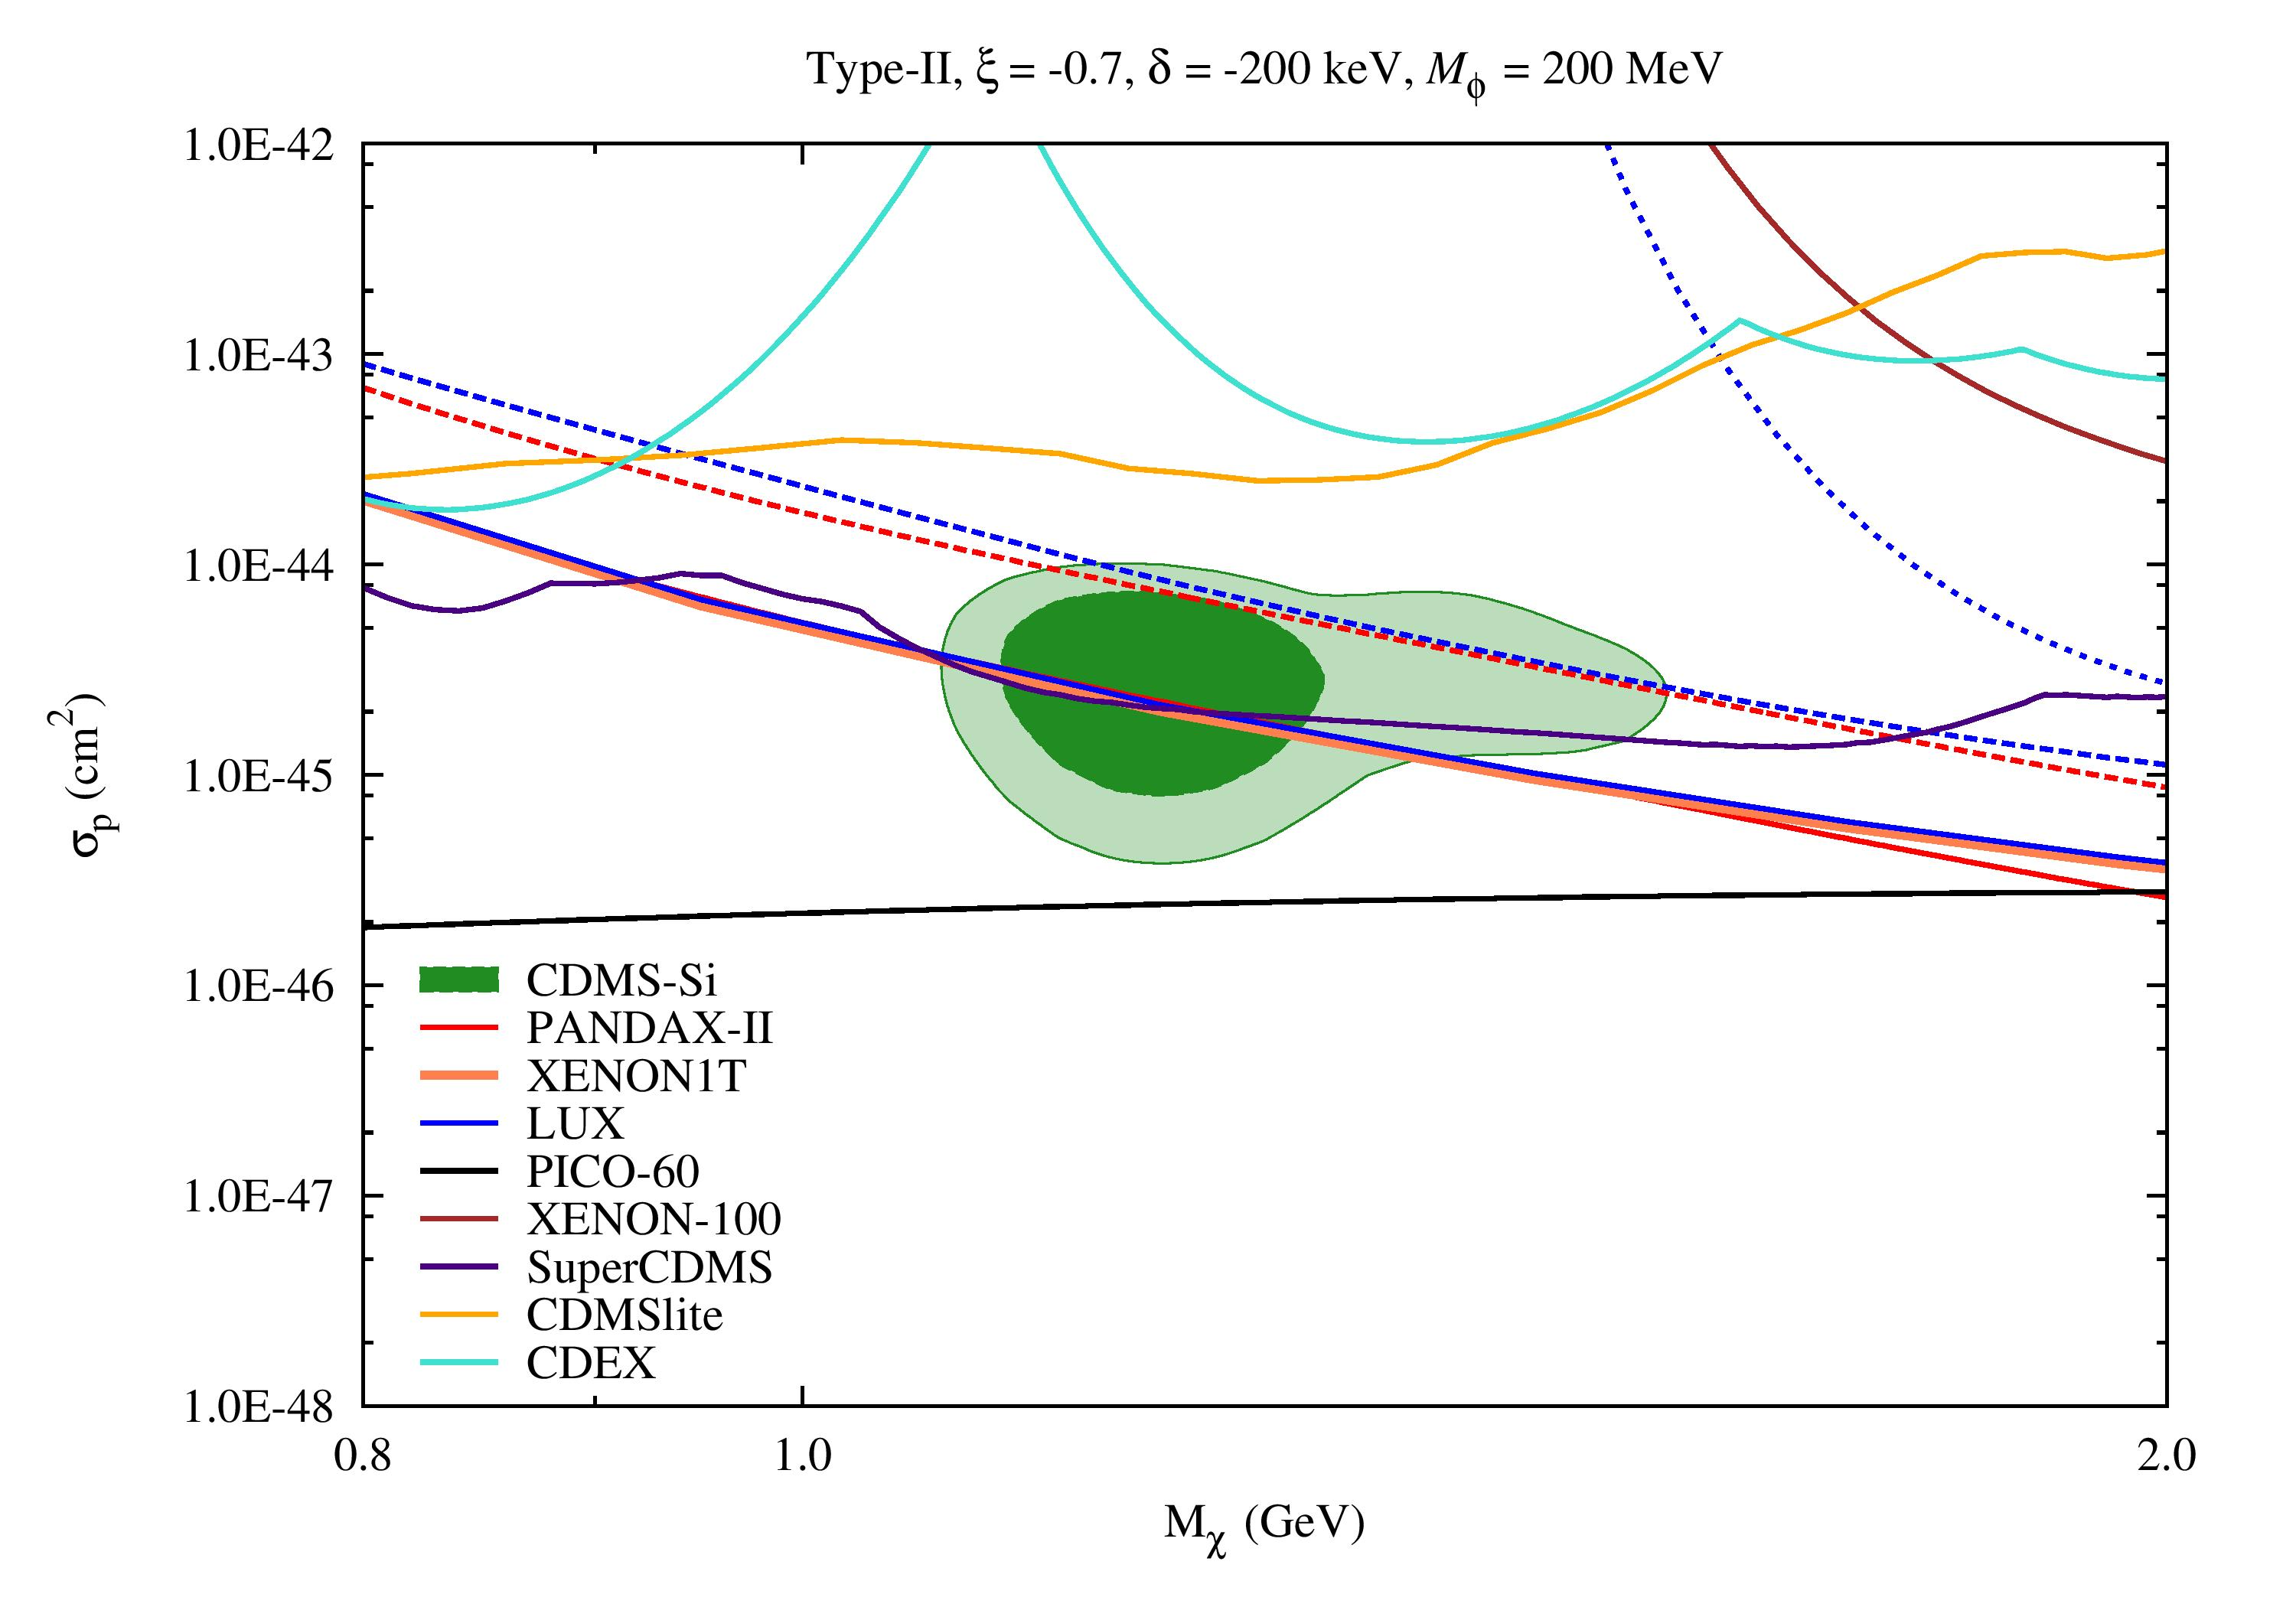 Type-II, ξ = -0.7, δ = -200 keV, Mϕ = 200 MeV
1.0E-42
1.0E-43
1.0E-44
1.0E-45
1.0E-46
1.0E-47
1.0E-48
σp (cm²)
CDMS-Si
PANDAX-II
XENON1T
LUX
PICO-60
XENON-100
SuperCDMS
CDMSlite
CDEX
0.8 1.0 2.0
Mχ (GeV)